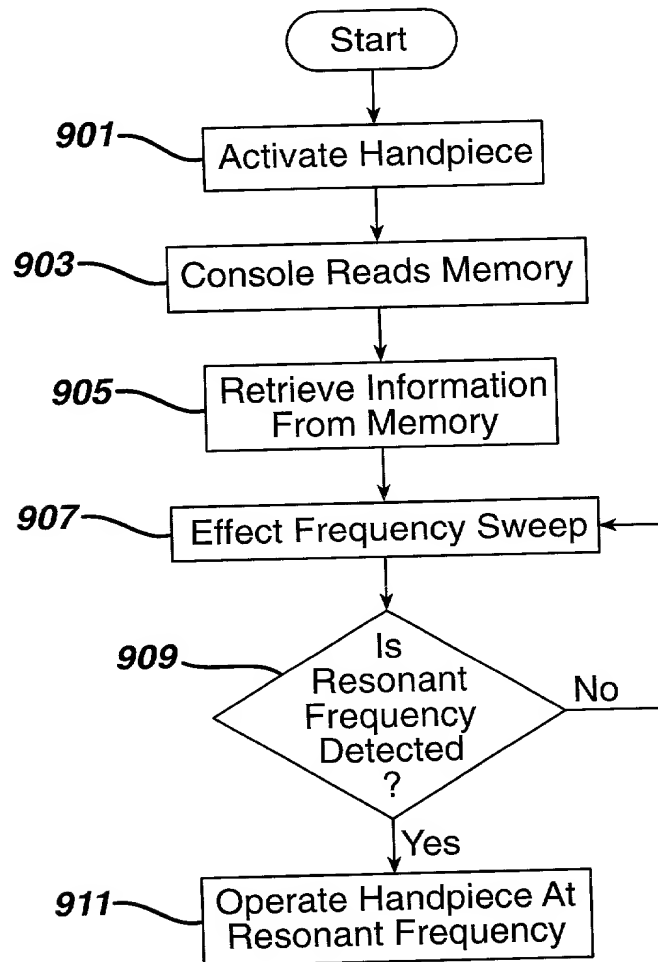 Start
901
Activate Handpiece
903
Console Reads Memory
905
Retrieve Information
From Memory
907
Effect Frequency Sweep
909
Is
Resonant
Frequency
Detected
?
No
Yes
911
Operate Handpiece At
Resonant Frequency